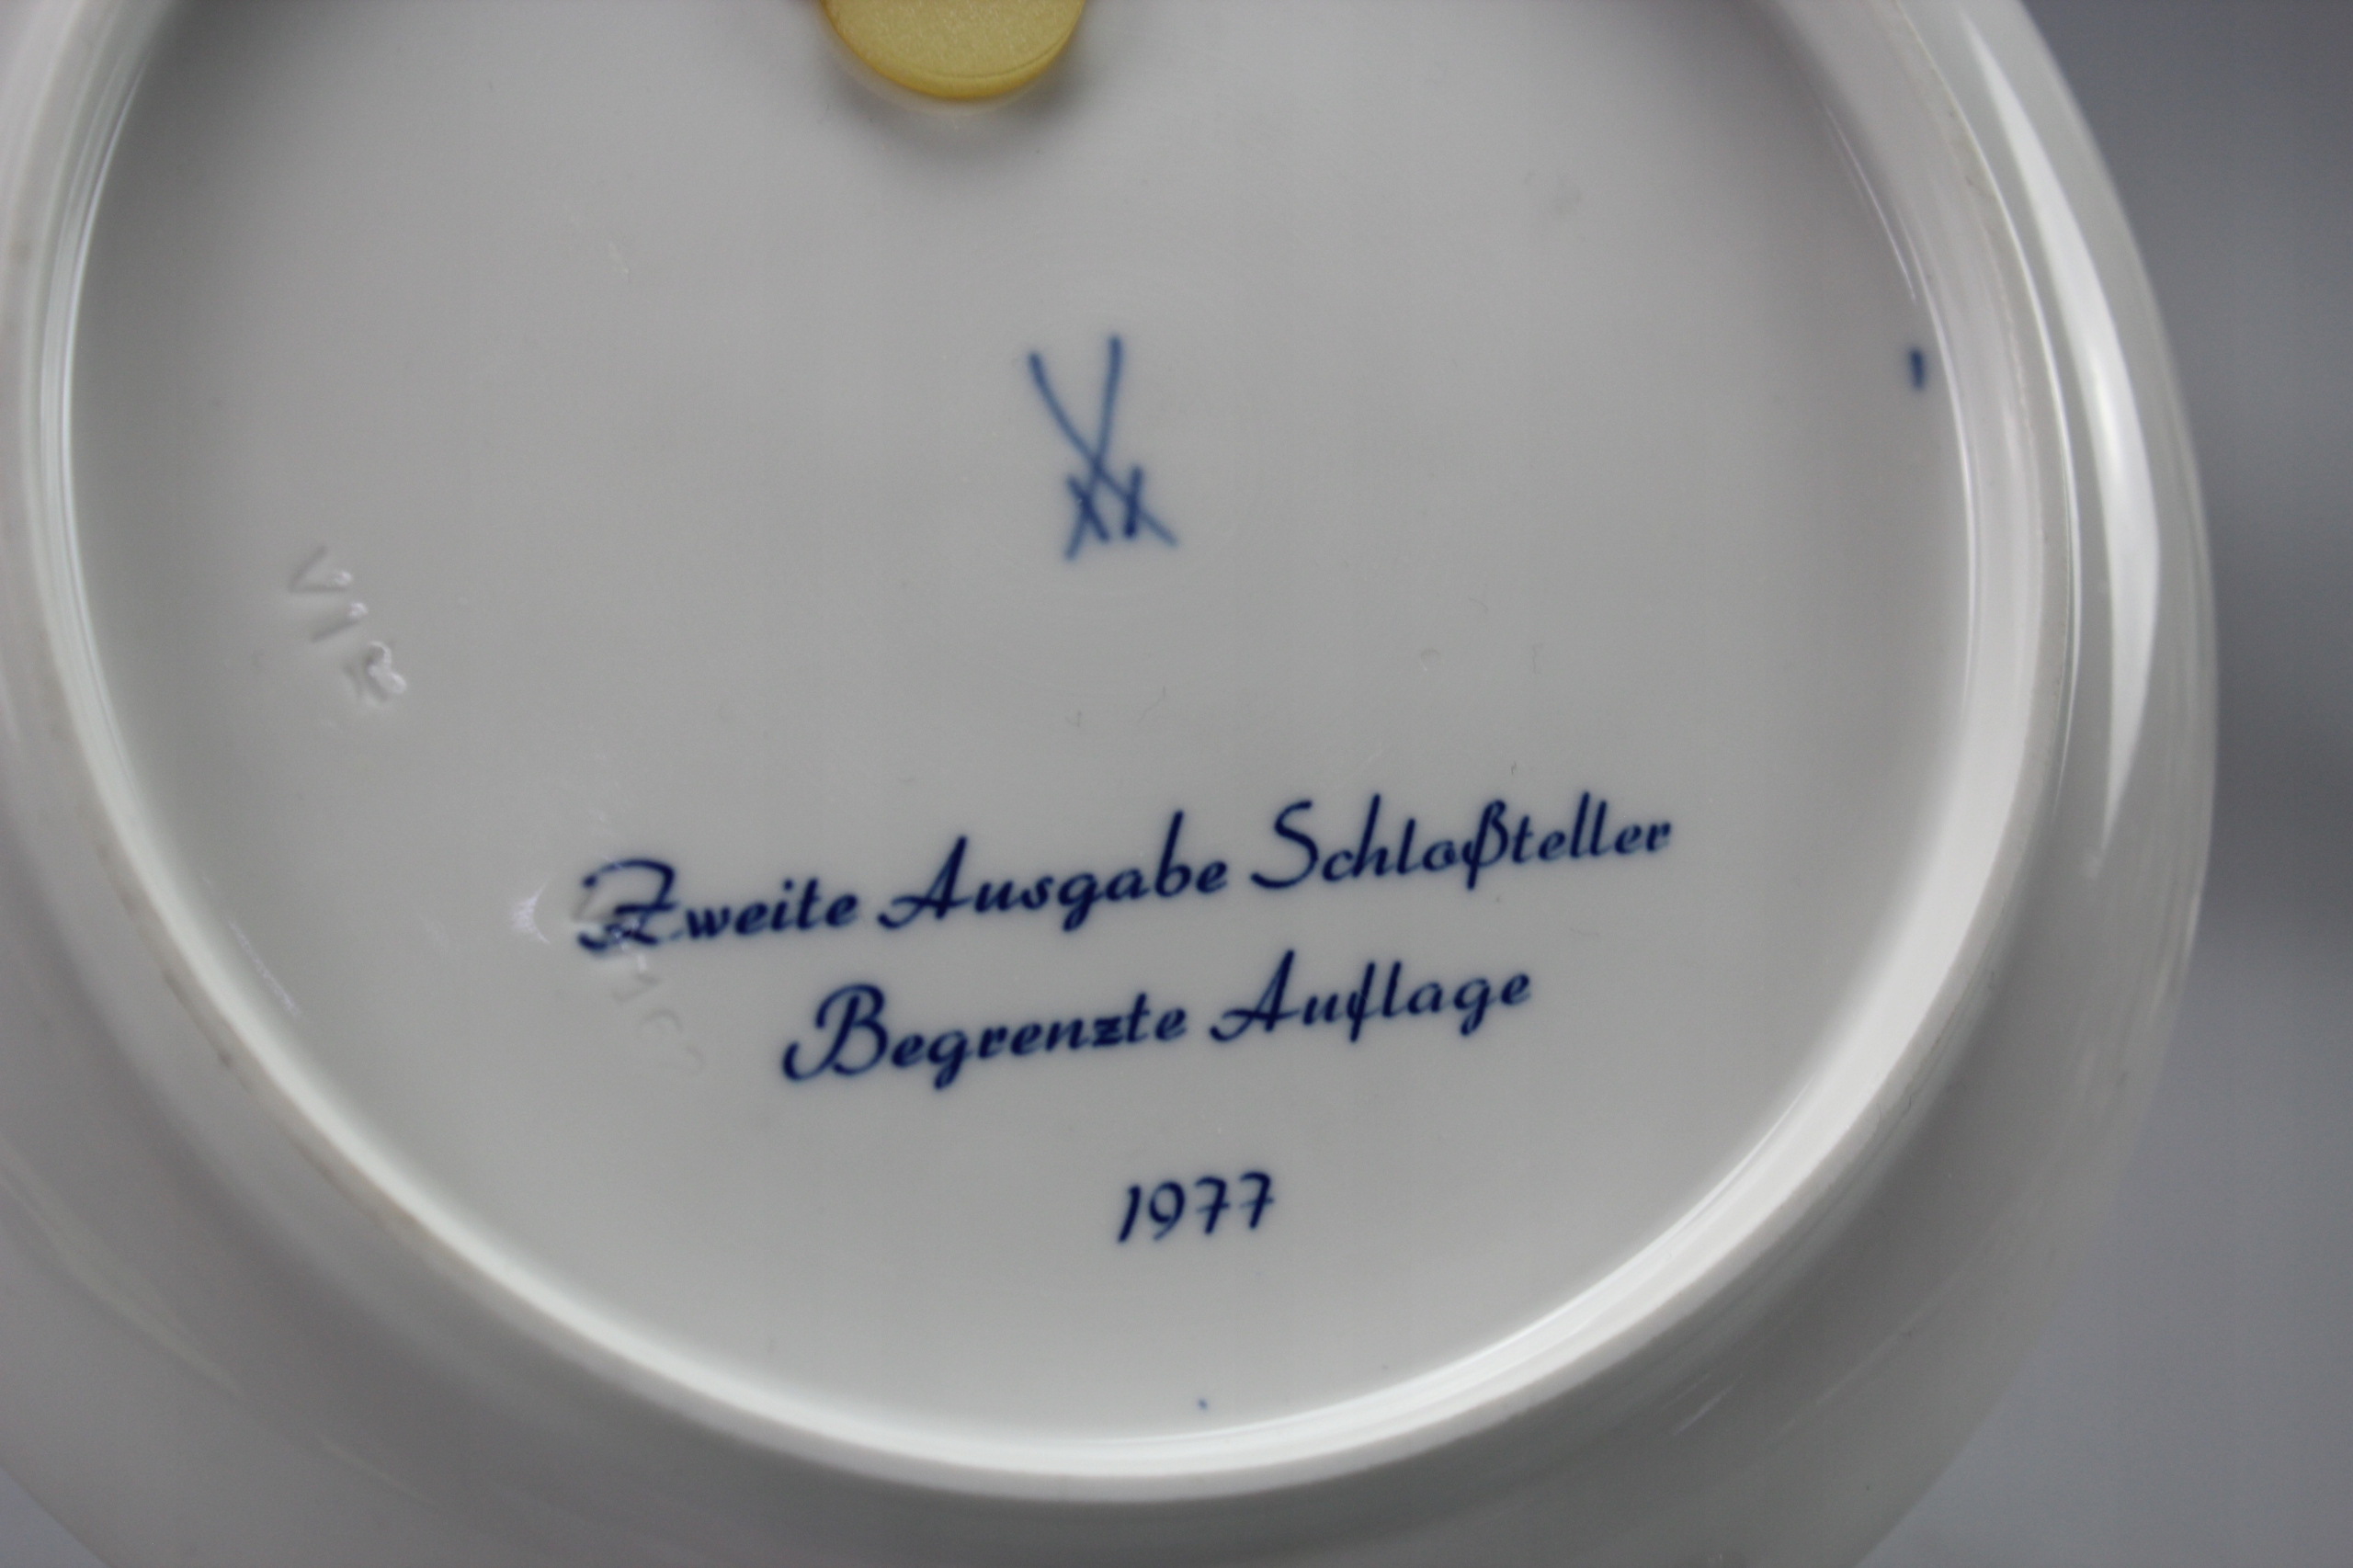 Zweite Ausgabe Schloßteller
Begrenzte Auflage
1977